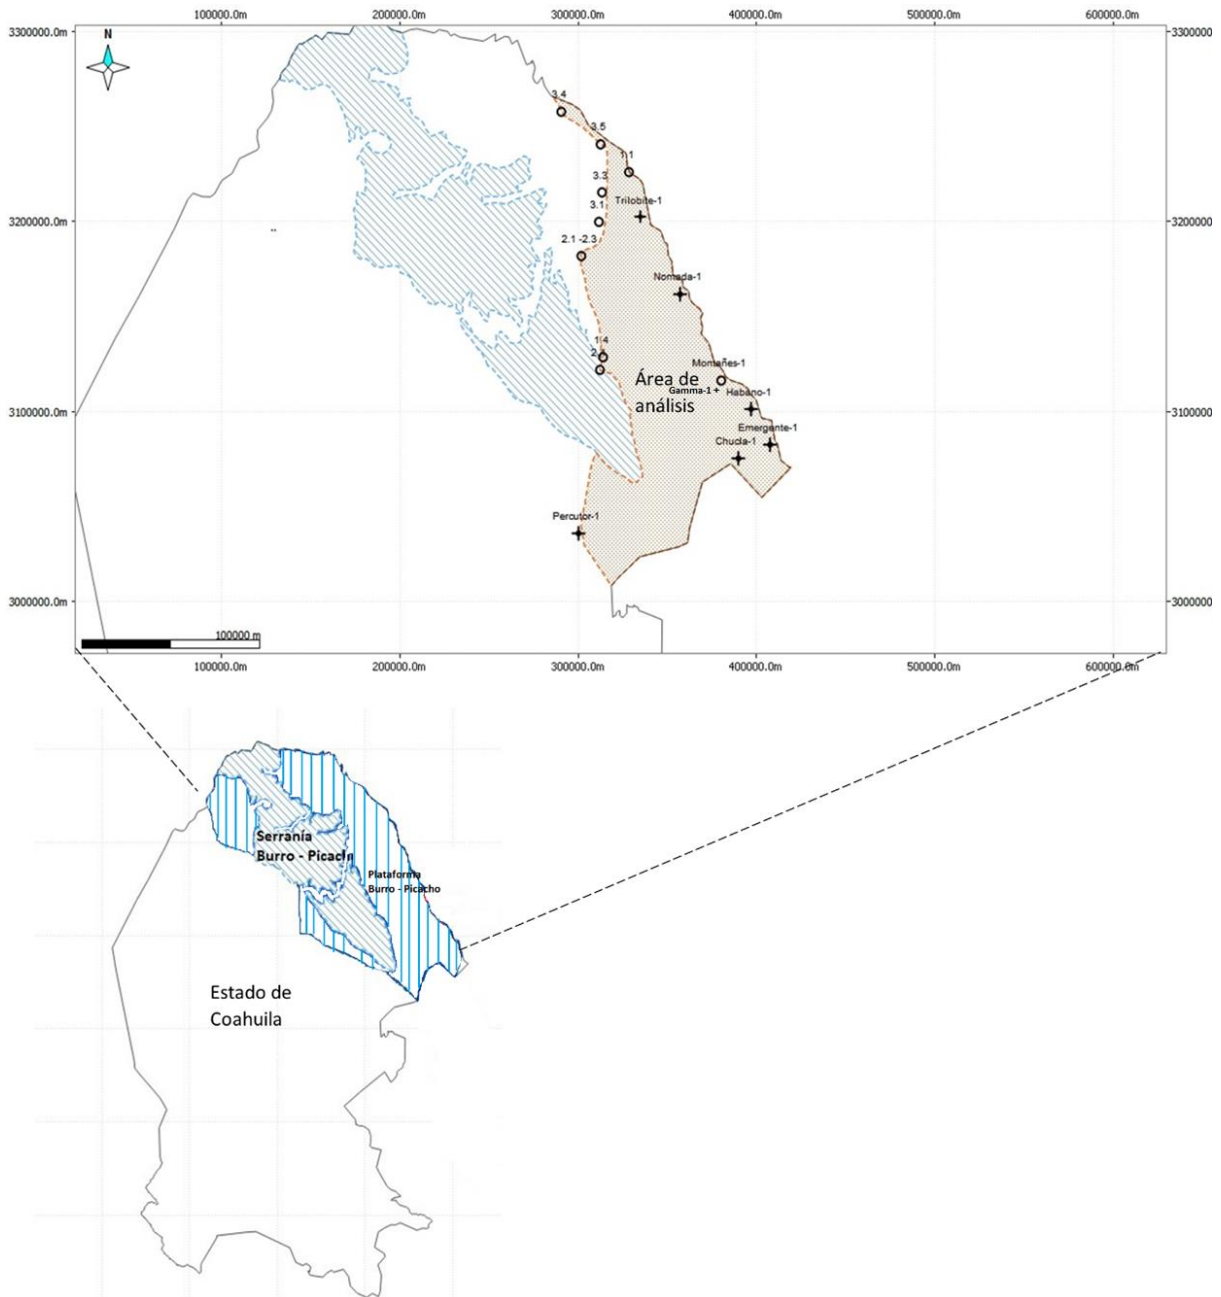 100000.0m 200000.0m 300000.0m 400000.0m 500000.0m 600000.0m
3300000.0m 3300000
N
3.4
3.5
1.1
3.3
Trilobite-1
3.1
3200000.0m 3200000
2.1 -2.3
Nomada-1
1.4
Montañes-1
Área de
análisis
Gamma-1 +
Habano-1
3100000.0m 3100000
Emergente-1
Chucla-1
Percutor-1
3000000.0m 3000000
100000 m
100000.0m 200000.0m 300000.0m 400000.0m 500000.0m 600000.0m
Serranía
Burro - Picach
Plataforma
Burro - Picacho
Estado de
Coahuila